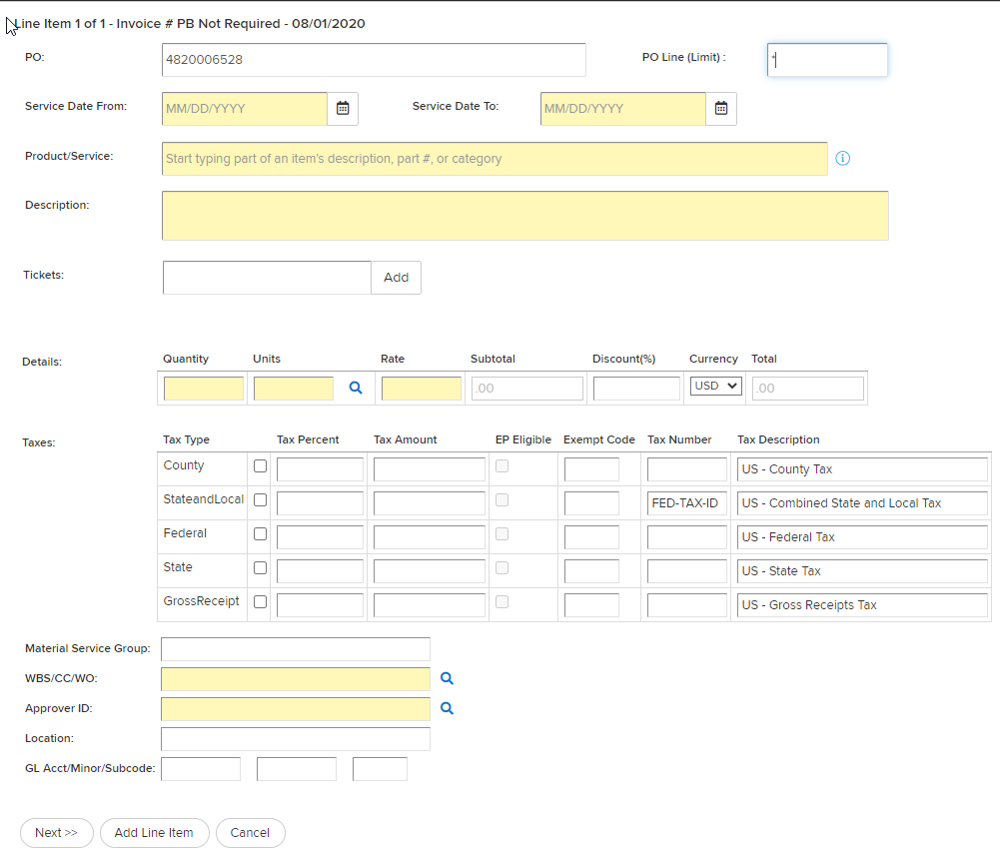 Line Item 1 of 1 - Invoice # PB Not Required - 08/01/2020
PO: 4820006528 PO Line (Limit) : *
Service Date From: MM/DD/YYYY Service Date To: MM/DD/YYYY
Product/Service: Start typing part of an item's description, part #, or category
Description:
Tickets: Add
Details: Quantity Units Rate Subtotal Discount(%) Currency Total
.00 USD .00
Taxes: Tax Type Tax Percent Tax Amount EP Eligible Exempt Code Tax Number Tax Description
County US - County Tax
StateandLocal FED-TAX-ID US - Combined State and Local Tax
Federal US - Federal Tax
State US - State Tax
GrossReceipt US - Gross Receipts Tax
Material Service Group:
WBS/CC/WO:
Approver ID:
Location:
GL Acct/Minor/Subcode:
Next >> Add Line Item Cancel